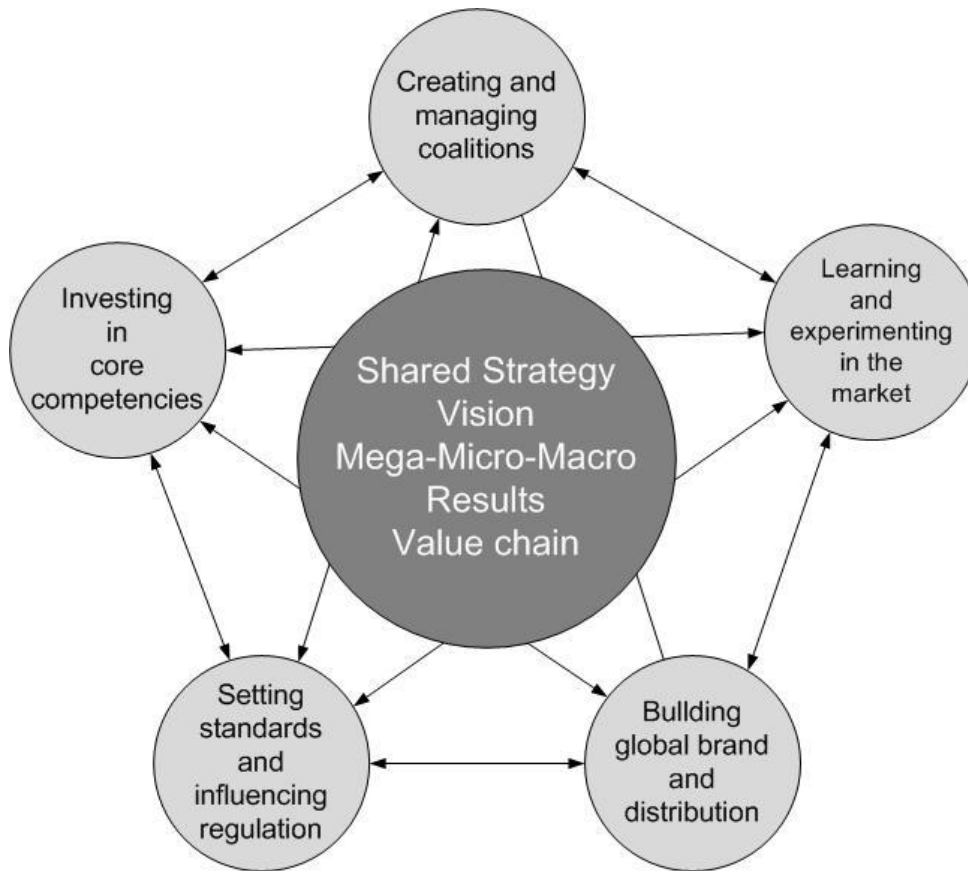 Creating and
managing
coalitions
Investing
in
core
competencies
Learning
and
experimenting
in the
market
Shared Strategy
Vision
Mega-Micro-Macro
Results
Value chain
Setting
standards
and
influencing
regulation
Bullding
global brand
and
distribution